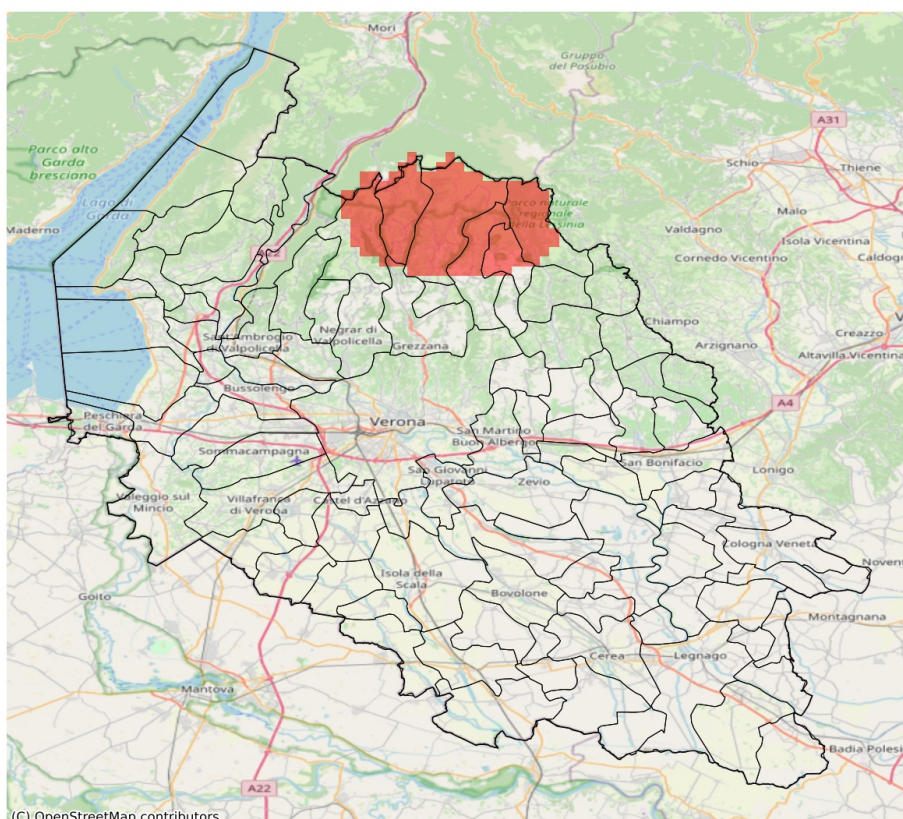 Mori
Gruppo
del Pasubio
A31
Parco alto
Garda
bresciano
Schio
Thiene
Lago di
Garda
Parco naturale
regionale
della Lessinia
Malo
Maderno
Valdagno
Isola Vicentina
A22
Cornedo Vicentino
Caldogn
Chiampo
Sant'Ambrogio
di Valpolicella
Negrar di
Valpolicella
Grezzana
Arzignano
Creazzo
Altavilla Vicentina
V
Bussolengo
A4
Peschiera
del Garda
Verona
San Martino
Buon Albergo
Sommacampagna
San Bonifacio
Lonigo
San Giovanni
Lupatoto
Zevio
Valeggio sul
Mincio
Villafranca
di Verona
Castel d'Azzano
Cologna Veneta
Noven
Isola della
Scala
Goito
Bovolone
Montagnana
Cerea
Legnago
Mantova
Badia Polesi
A22
(C) OpenStreetMap contributors